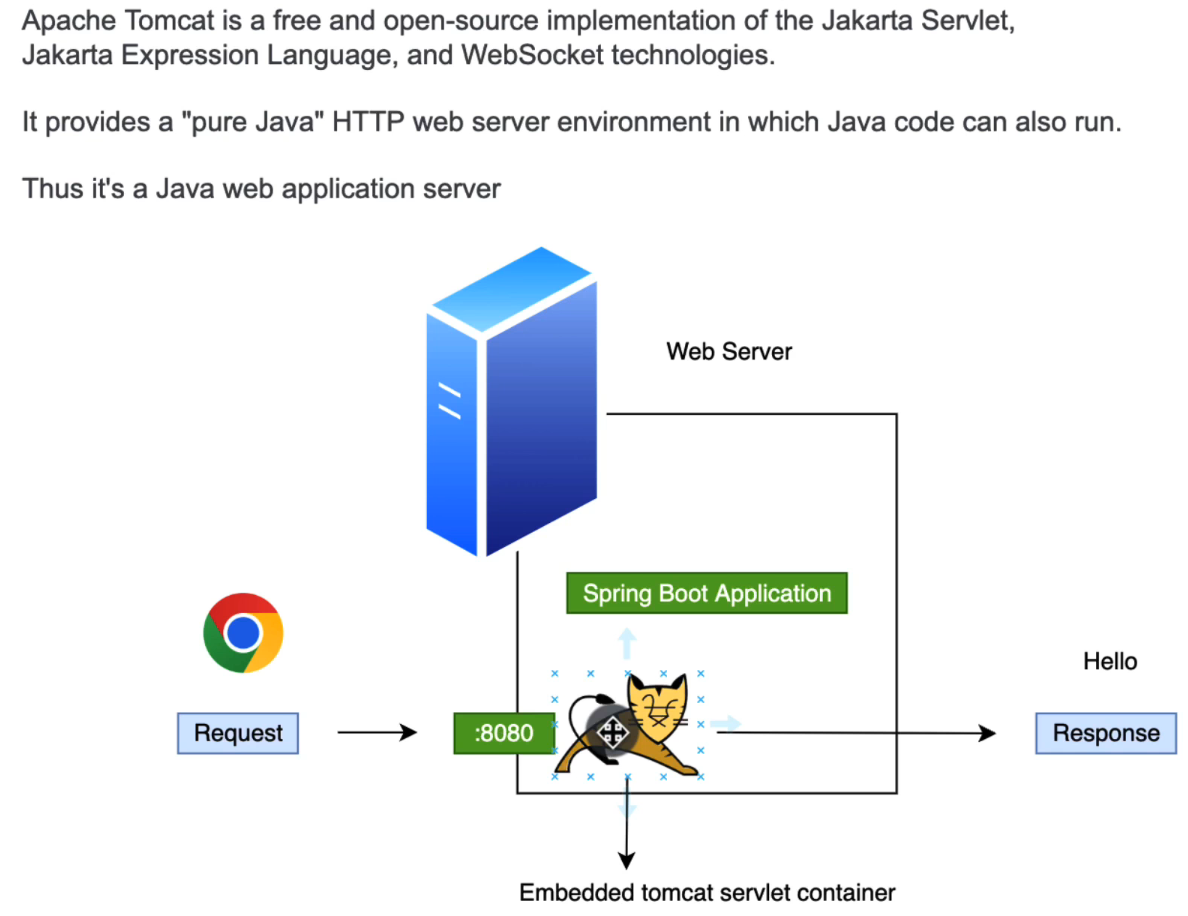 Apache Tomcat is a free and open-source implementation of the Jakarta Servlet,
Jakarta Expression Language, and WebSocket technologies.
It provides a "pure Java" HTTP web server environment in which Java code can also run.
Thus it's a Java web application server
Web Server
Spring Boot Application
Hello
Request
:8080
Response
Embedded tomcat servlet container